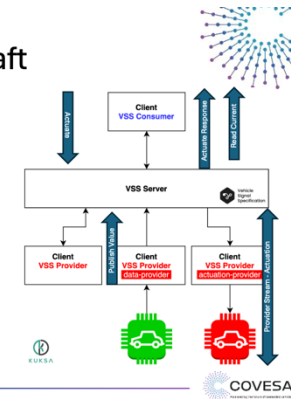 aft
Client
VSS Consumer
Actuate
Actuate Response
Read Current
VSS Server
Vehicle
Signal
Specification
Client
VSS Provider
Publish Value
Client
VSS Provider
data-provider
Client
VSS Provider
actuation-provider
Provider Stream - Actuation
KUKSA
COVESA